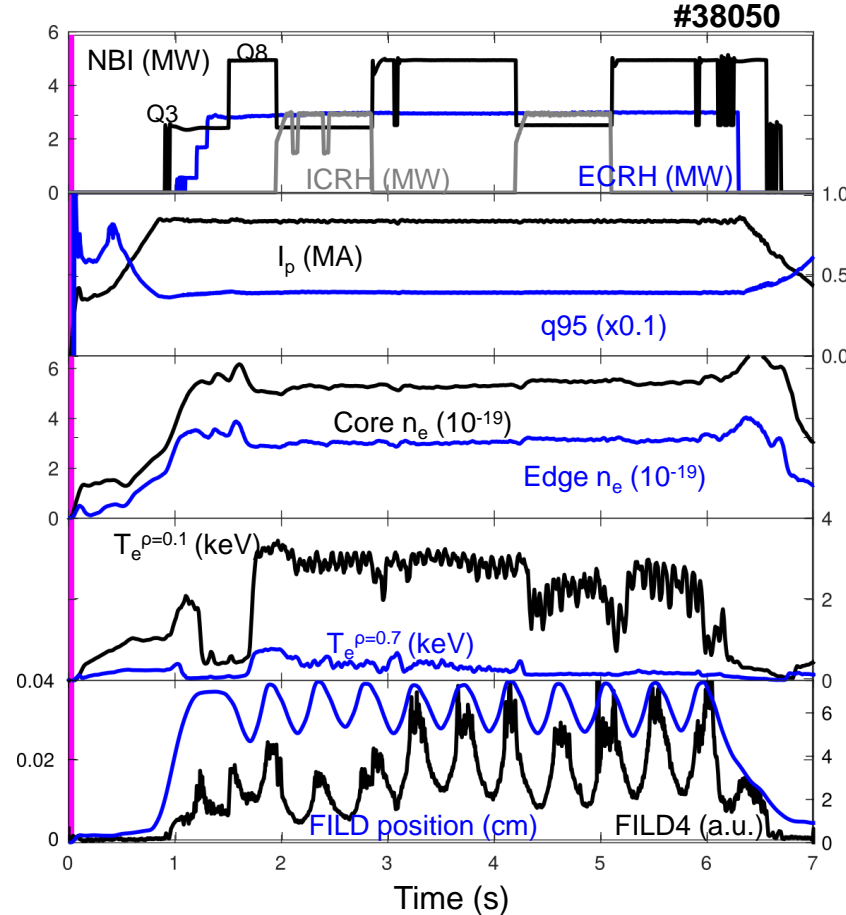 #38050
6
NBI (MW)
Q8
4
Q3
2
ICRH (MW)
ECRH (MW)
0
1.0
I_p (MA)
0.5
q95 (x0.1)
0.0
6
4
Core n_e (10^-19)
2
Edge n_e (10^-19)
0
4
T_e^ρ=0.1 (keV)
2
T_e^ρ=0.7 (keV)
0.04
0
6
0.02
4
2
FILD position (cm)
FILD4 (a.u.)
0
0
0 1 2 3 4 5 6 7
Time (s)